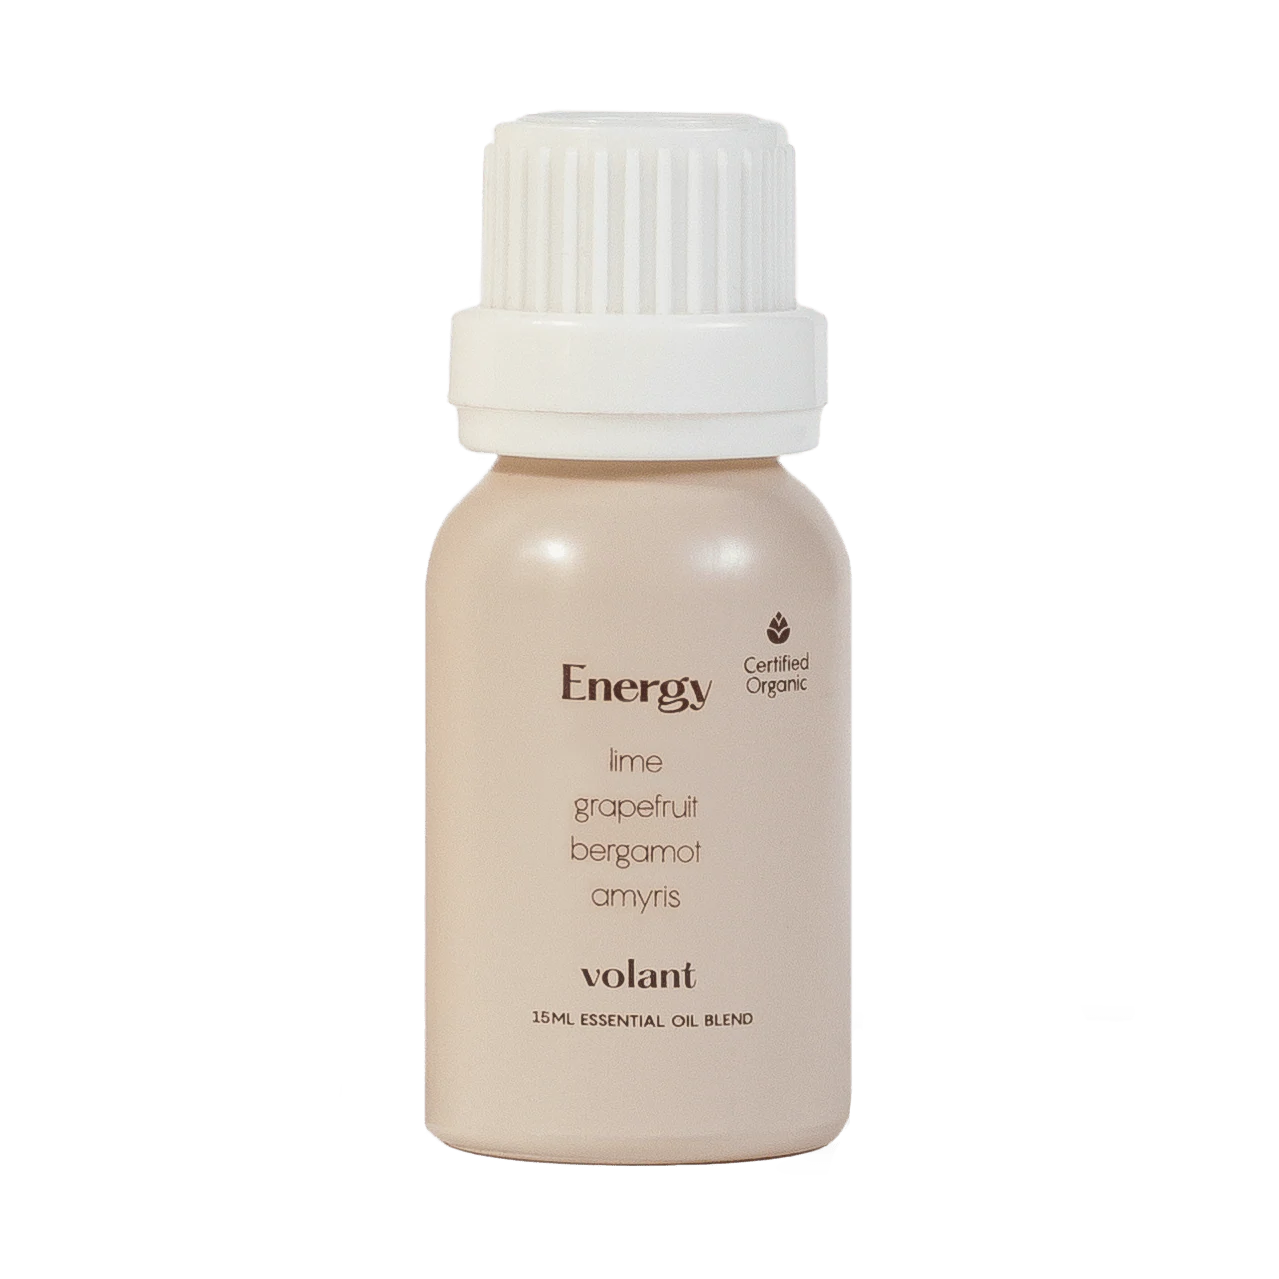 Certified
Organic
Energy
lime
grapefruit
bergamot
amyris
volant
15ML ESSENTIAL OIL BLEND